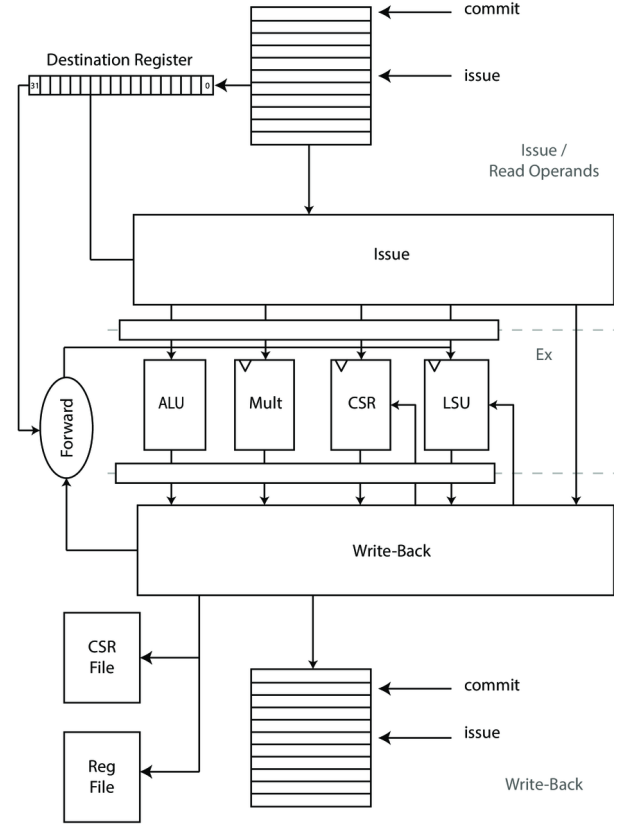 commit
Destination Register
issue
31
0
Issue /
Read Operands
Issue
Ex
ALU
Mult
CSR
LSU
Forward
Write-Back
CSR
File
commit
issue
Reg
File
Write-Back